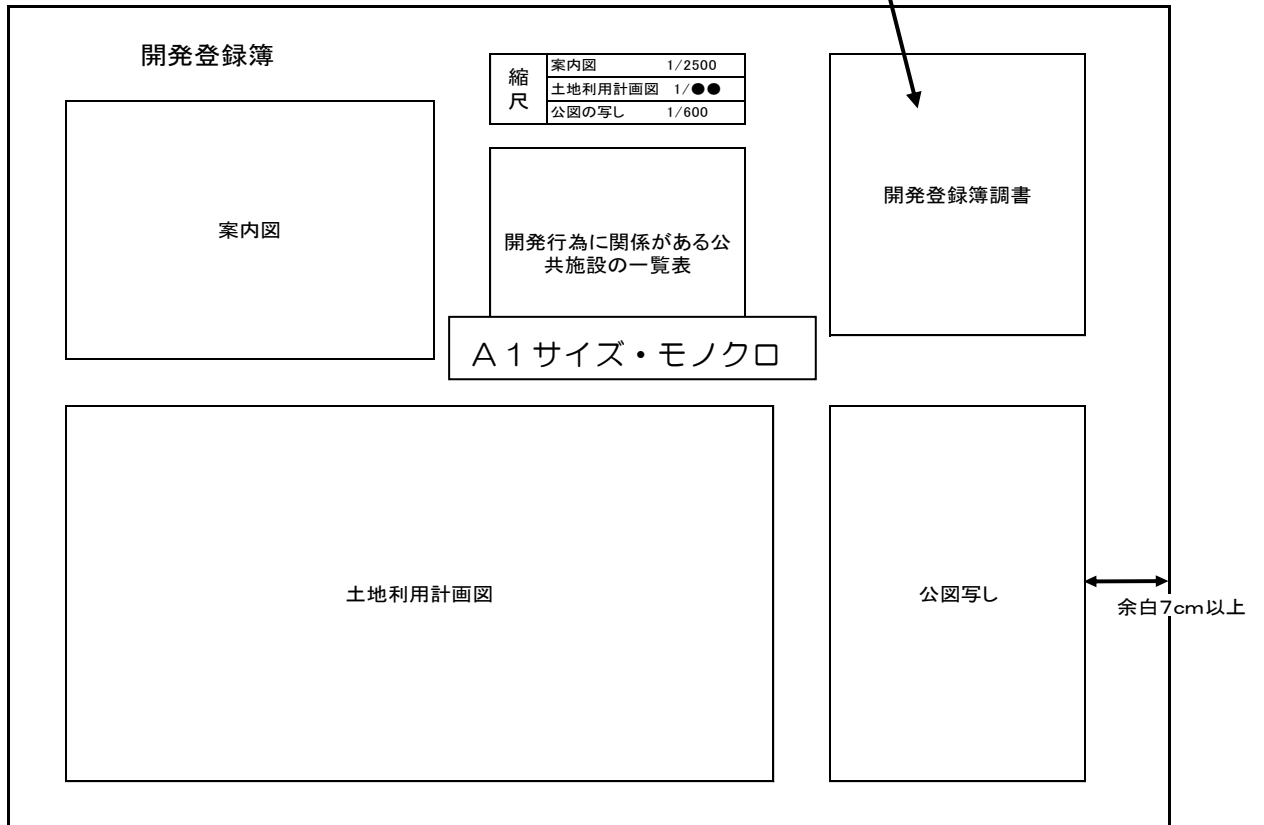 開発登録簿
縮尺
案内図 1/2500
土地利用計画図 1/●●
公図の写し 1/600
案内図
開発行為に関係がある公
共施設の一覧表
開発登録簿調書
A1サイズ・モノクロ
土地利用計画図
公図写し
余白7cm以上